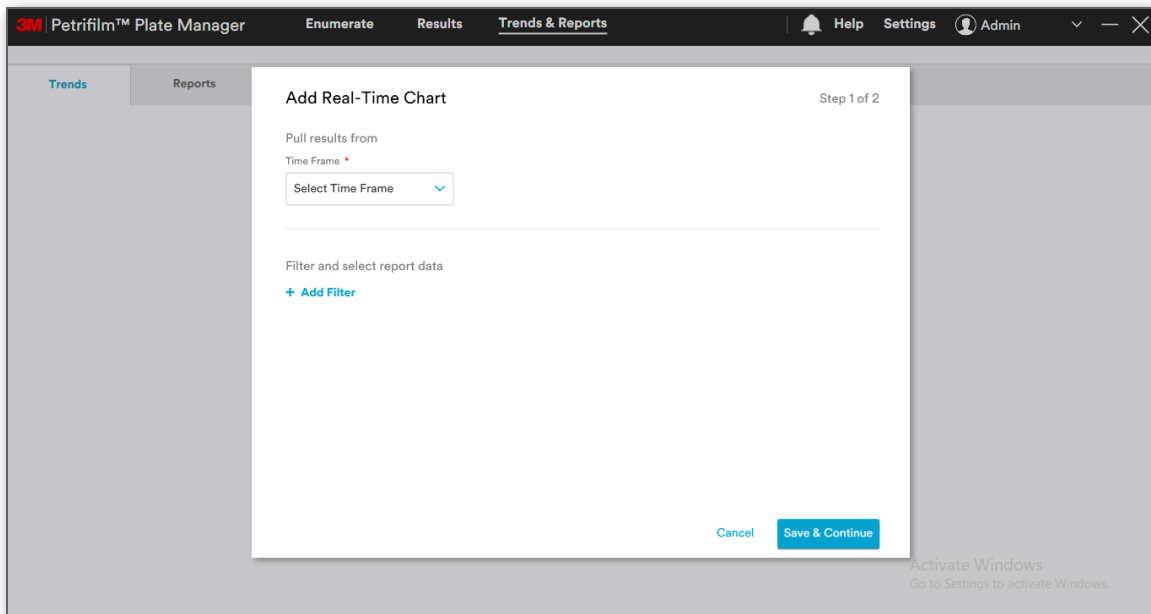 3M Petrifilm™ Plate Manager Enumerate Results Trends & Reports Help Settings Admin
Trends Reports
Add Real-Time Chart Step 1 of 2
Pull results from
Time Frame *
Select Time Frame
Filter and select report data
+ Add Filter
Cancel Save & Continue
Activate Windows
Go to Settings to activate Windows.